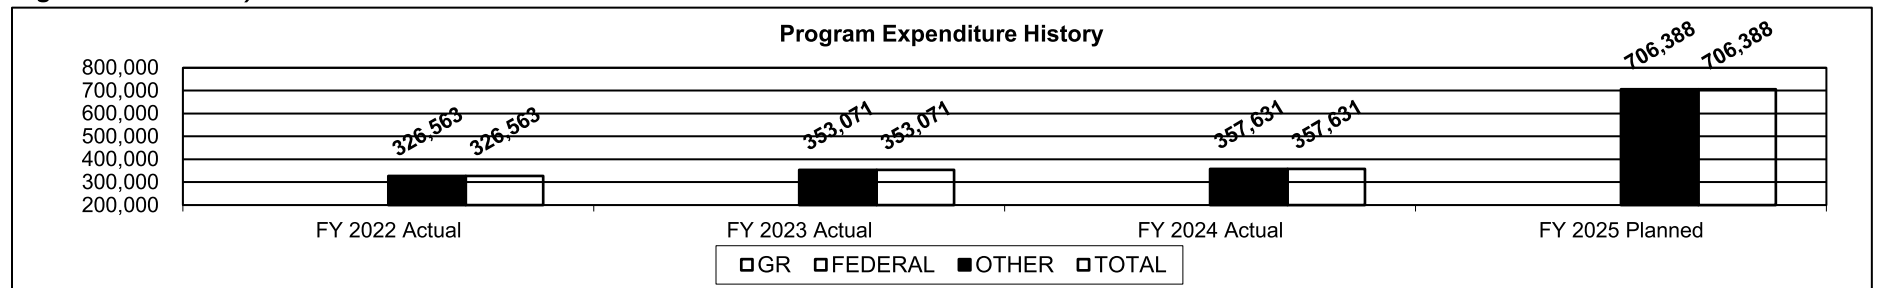 Program Expenditure History
800,000
700,000
600,000
500,000
400,000
300,000
200,000
326,563 326,563 353,071 353,071 357,631 357,631 706,388 706,388
FY 2022 Actual FY 2023 Actual FY 2024 Actual FY 2025 Planned
GR FEDERAL OTHER TOTAL